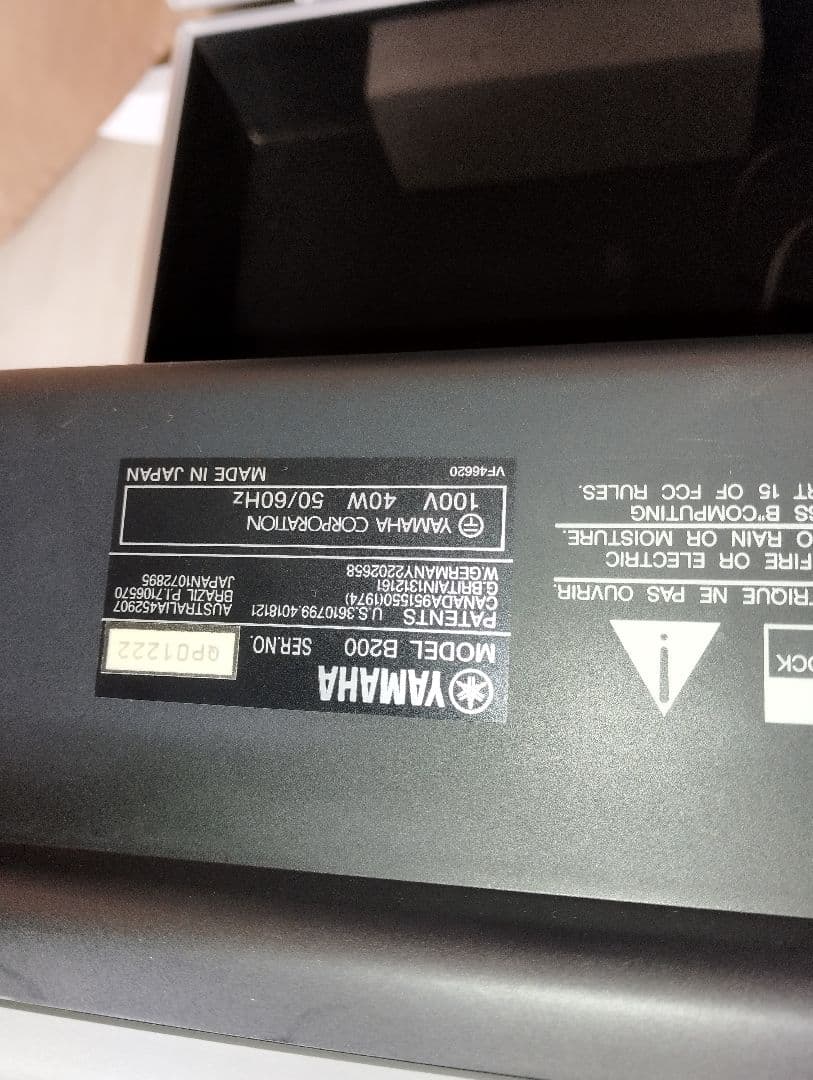 YAMAHA
MODEL B200 SER.NO. QP01222
PATENTS U.S.3610799.4018121 AUSTRALIA452907
CANADA951550(1974) BRAZIL P.I.7106570
G.BRITAIN1312161 JAPAN1072895
W.GERMANY2202658
YAMAHA CORPORATION
100V 40W 50/60Hz
VF46620 MADE IN JAPAN
OCK
TRIQUE NE PAS OUVRIR.
FIRE OR ELECTRIC
O RAIN OR MOISTURE.
SS B"COMPUTING
RT 15 OF FCC RULES.